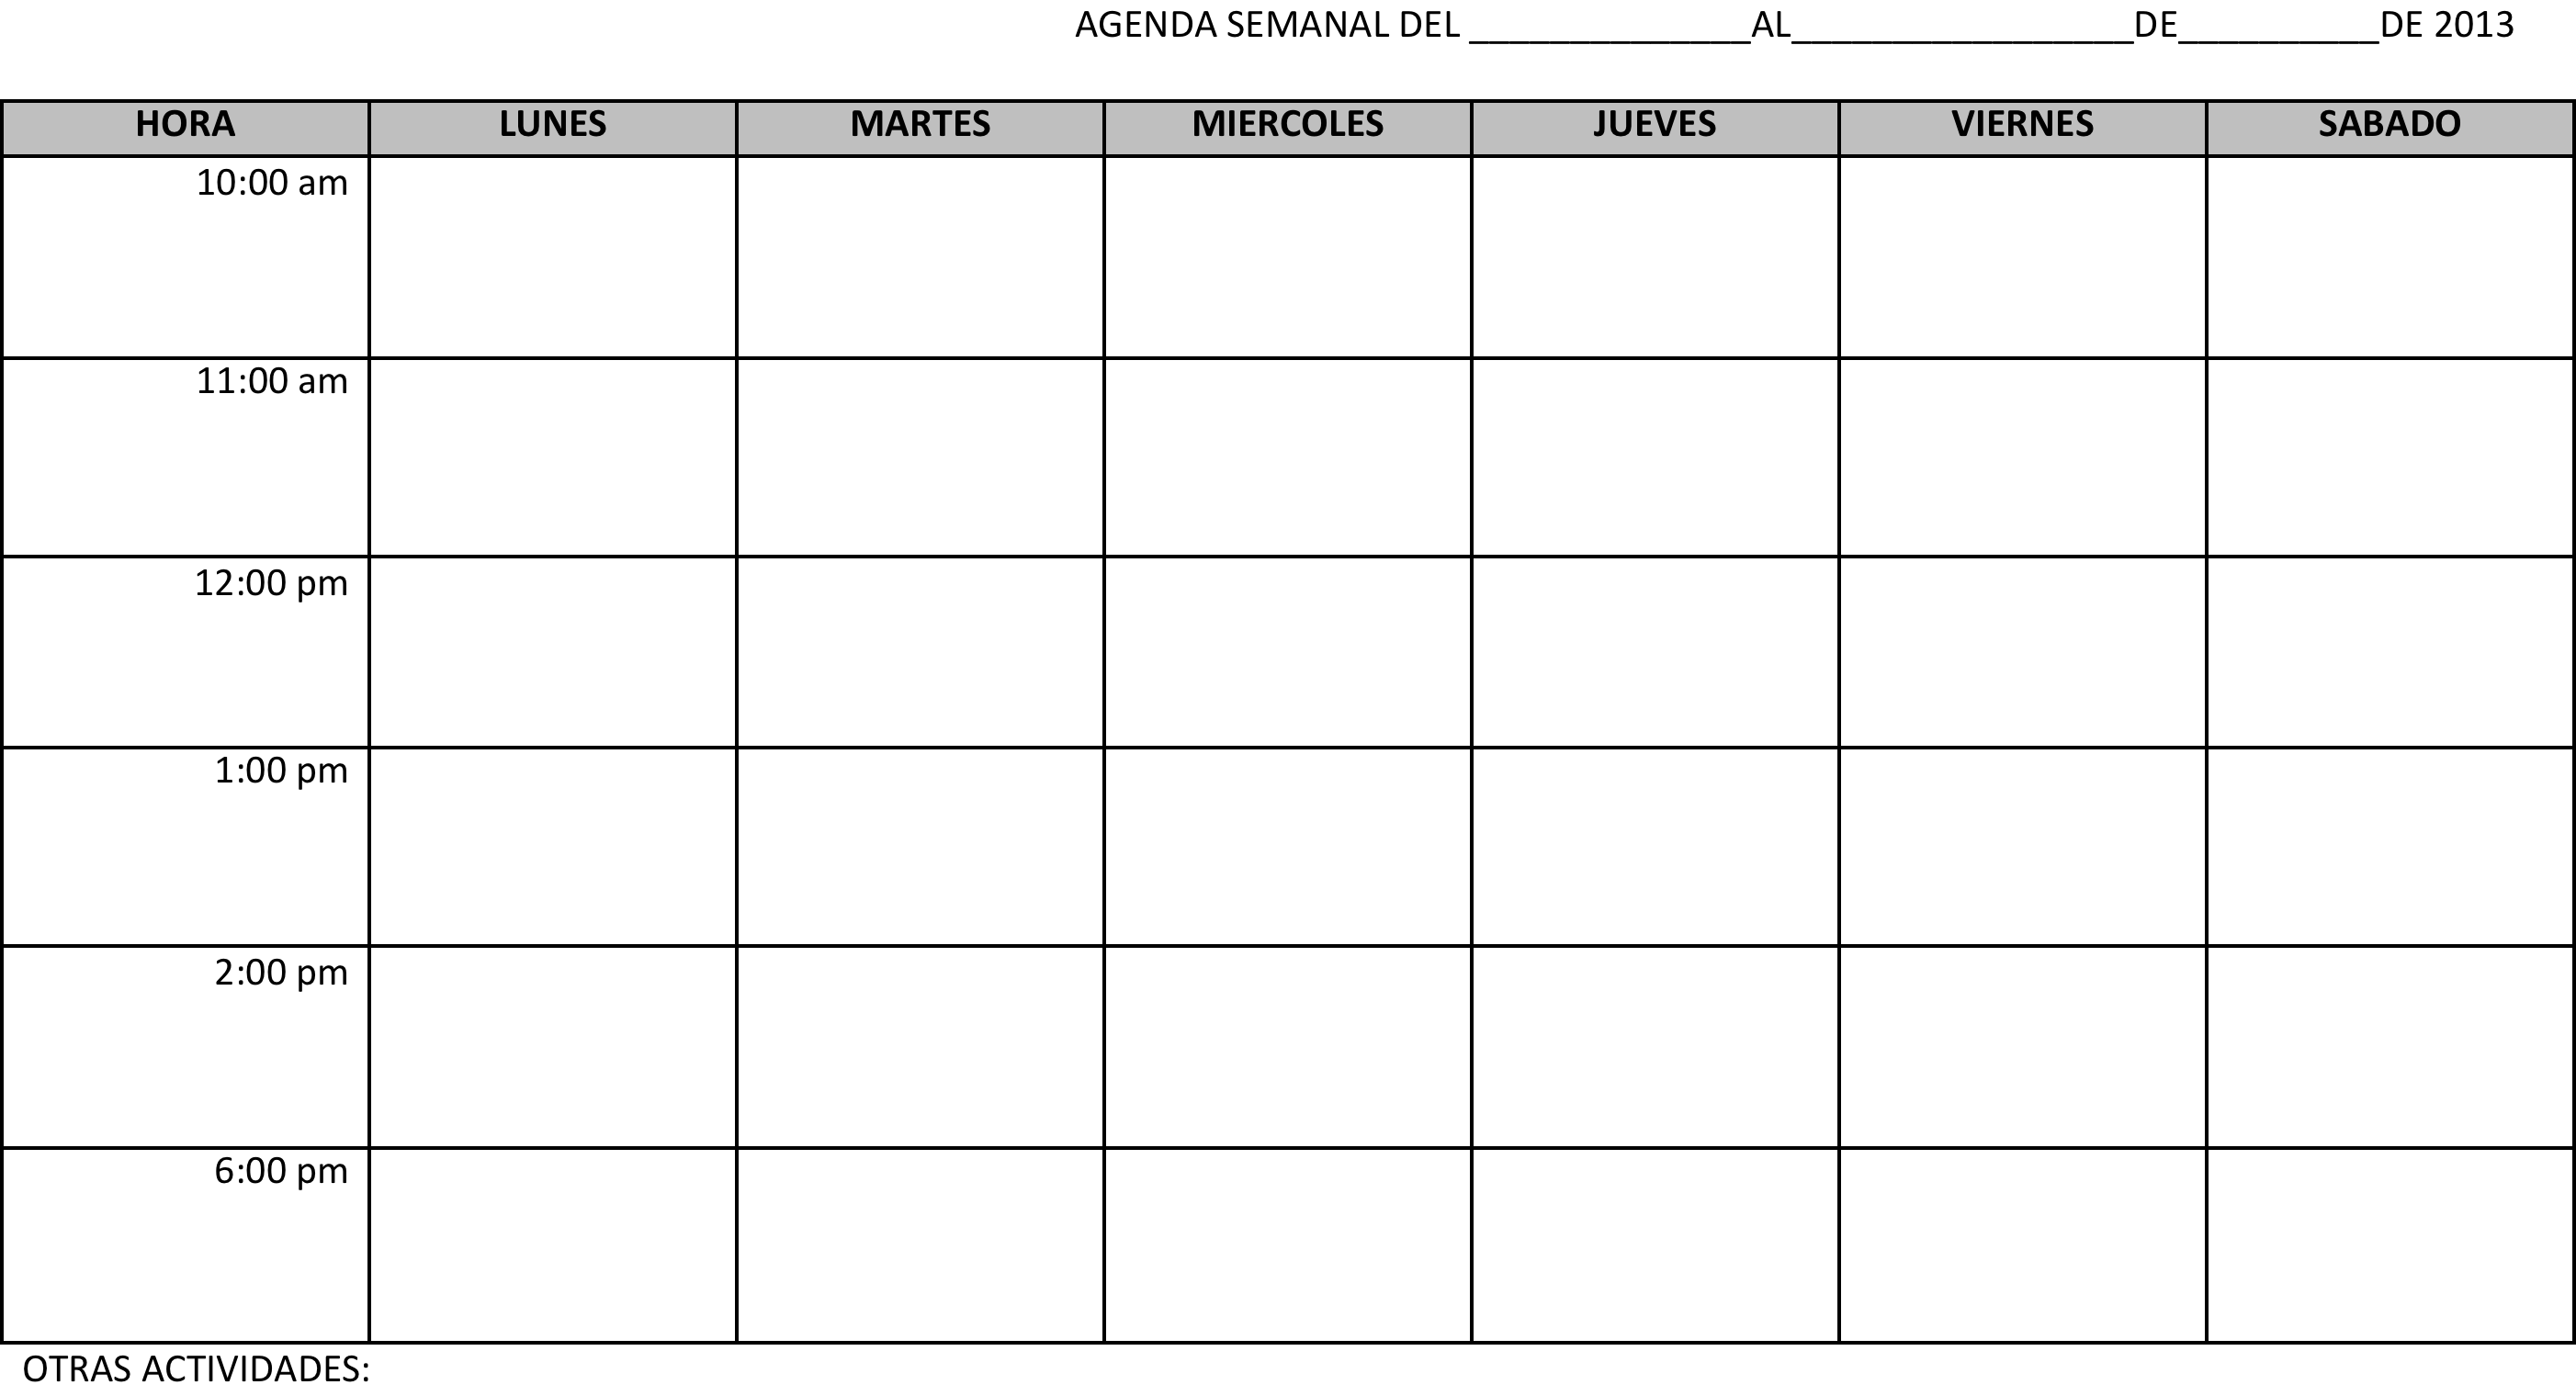 AGENDA SEMANAL DEL ______________AL_________________DE__________DE 2013
HORA LUNES MARTES MIERCOLES JUEVES VIERNES SABADO
10:00 am
11:00 am
12:00 pm
1:00 pm
2:00 pm
6:00 pm
OTRAS ACTIVIDADES: